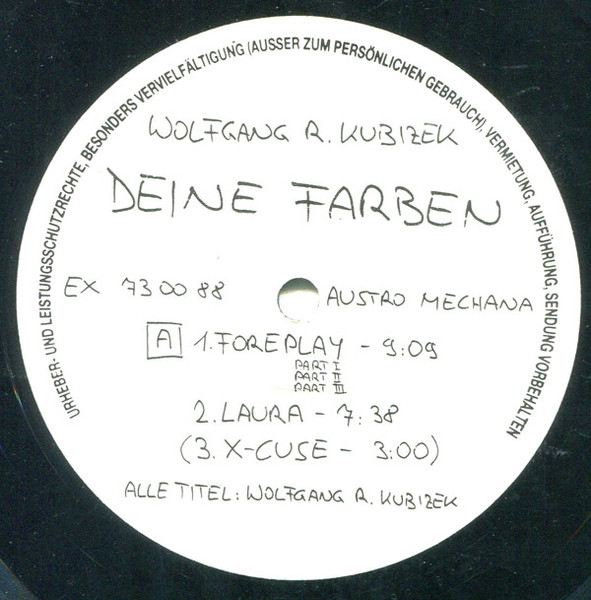 URHEBER- UND LEISTUNGSSCHUTZRECHTE, BESONDERS VERVIELFÄLTIGUNG (AUSSER ZUM PERSÖNLICHEN GEBRAUCH), VERMIETUNG, AUFFÜHRUNG, SENDUNG VORBEHALTEN
WOLFGANG R. KUBIZEK
DEINE FARBEN
EX 730088 AUSTRO MECHANA
A 1. FOREPLAY - 9:09
PART I
PART II
PART III
2. LAURA - 7:38
(3. X-CUSE - 3:00)
ALLE TITEL: WOLFGANG R. KUBIZEK